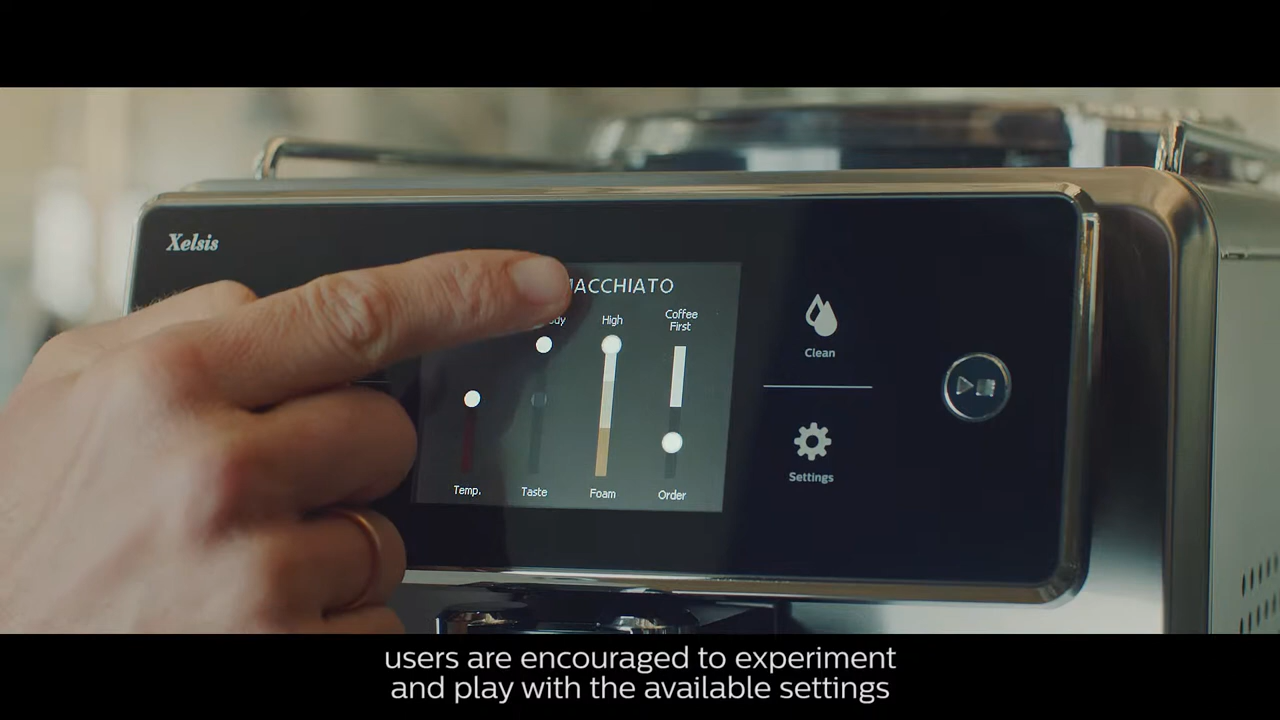 Xelsis
ACCHIATO
High
Coffee
First
Temp.
Taste
Foam
Order
Clean
Settings
users are encouraged to experiment
and play with the available settings